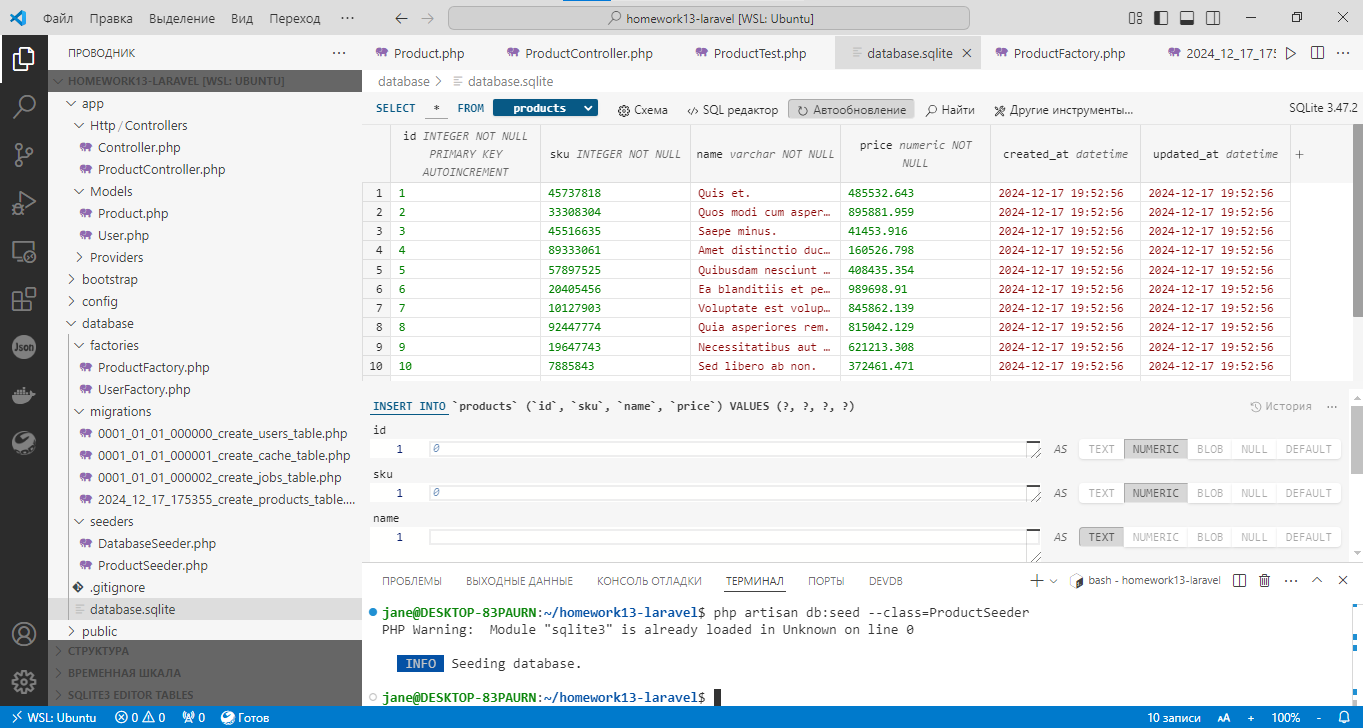 Файл Правка Выделение Вид Переход ··· homework13-laravel [WSL: Ubuntu]
ПРОВОДНИК ···
HOMEWORK13-LARAVEL [WSL: UBUNTU]
app
Http / Controllers
Controller.php
ProductController.php
Models
Product.php
User.php
Providers
bootstrap
config
database
factories
ProductFactory.php
UserFactory.php
migrations
0001_01_01_000000_create_users_table.php
0001_01_01_000001_create_cache_table.php
0001_01_01_000002_create_jobs_table.php
2024_12_17_175355_create_products_table....
seeders
DatabaseSeeder.php
ProductSeeder.php
.gitignore
database.sqlite
public
СТРУКТУРА
ВРЕМЕННАЯ ШКАЛА
SQLITE3 EDITOR TABLES
Json
Product.php ProductController.php ProductTest.php database.sqlite ProductFactory.php 2024_12_17_175 ···
database > database.sqlite
SELECT * FROM products Схема SQL редактор Автообновление Найти Другие инструменты... SQLite 3.47.2
id INTEGER NOT NULL PRIMARY KEY AUTOINCREMENT sku INTEGER NOT NULL name varchar NOT NULL price numeric NOT NULL created_at datetime updated_at datetime +
1 1 45737818 Quis et. 485532.643 2024-12-17 19:52:56 2024-12-17 19:52:56
2 2 33308304 Quos modi cum asper… 895881.959 2024-12-17 19:52:56 2024-12-17 19:52:56
3 3 45516635 Saepe minus. 41453.916 2024-12-17 19:52:56 2024-12-17 19:52:56
4 4 89333061 Amet distinctio duc… 160526.798 2024-12-17 19:52:56 2024-12-17 19:52:56
5 5 57897525 Quibusdam nesciunt … 408435.354 2024-12-17 19:52:56 2024-12-17 19:52:56
6 6 20405456 Ea blanditiis et pe… 989698.91 2024-12-17 19:52:56 2024-12-17 19:52:56
7 7 10127903 Voluptate est volup… 845862.139 2024-12-17 19:52:56 2024-12-17 19:52:56
8 8 92447774 Quia asperiores rem. 815042.129 2024-12-17 19:52:56 2024-12-17 19:52:56
9 9 19647743 Necessitatibus aut … 621213.308 2024-12-17 19:52:56 2024-12-17 19:52:56
10 10 7885843 Sed libero ab non. 372461.471 2024-12-17 19:52:56 2024-12-17 19:52:56
INSERT INTO `products` (`id`, `sku`, `name`, `price`) VALUES (?, ?, ?, ?) История ···
id
1 0 AS TEXT NUMERIC BLOB NULL DEFAULT
sku
1 0 AS TEXT NUMERIC BLOB NULL DEFAULT
name
1 AS TEXT NUMERIC BLOB NULL DEFAULT
ПРОБЛЕМЫ ВЫХОДНЫЕ ДАННЫЕ КОНСОЛЬ ОТЛАДКИ ТЕРМИНАЛ ПОРТЫ DEVDB bash - homework13-laravel ···
jane@DESKTOP-83PAURN:~/homework13-laravel$ php artisan db:seed --class=ProductSeeder
PHP Warning:  Module "sqlite3" is already loaded in Unknown on line 0
INFO Seeding database.
jane@DESKTOP-83PAURN:~/homework13-laravel$
WSL: Ubuntu 0 0 0 Готов 10 записи AA + 100% -